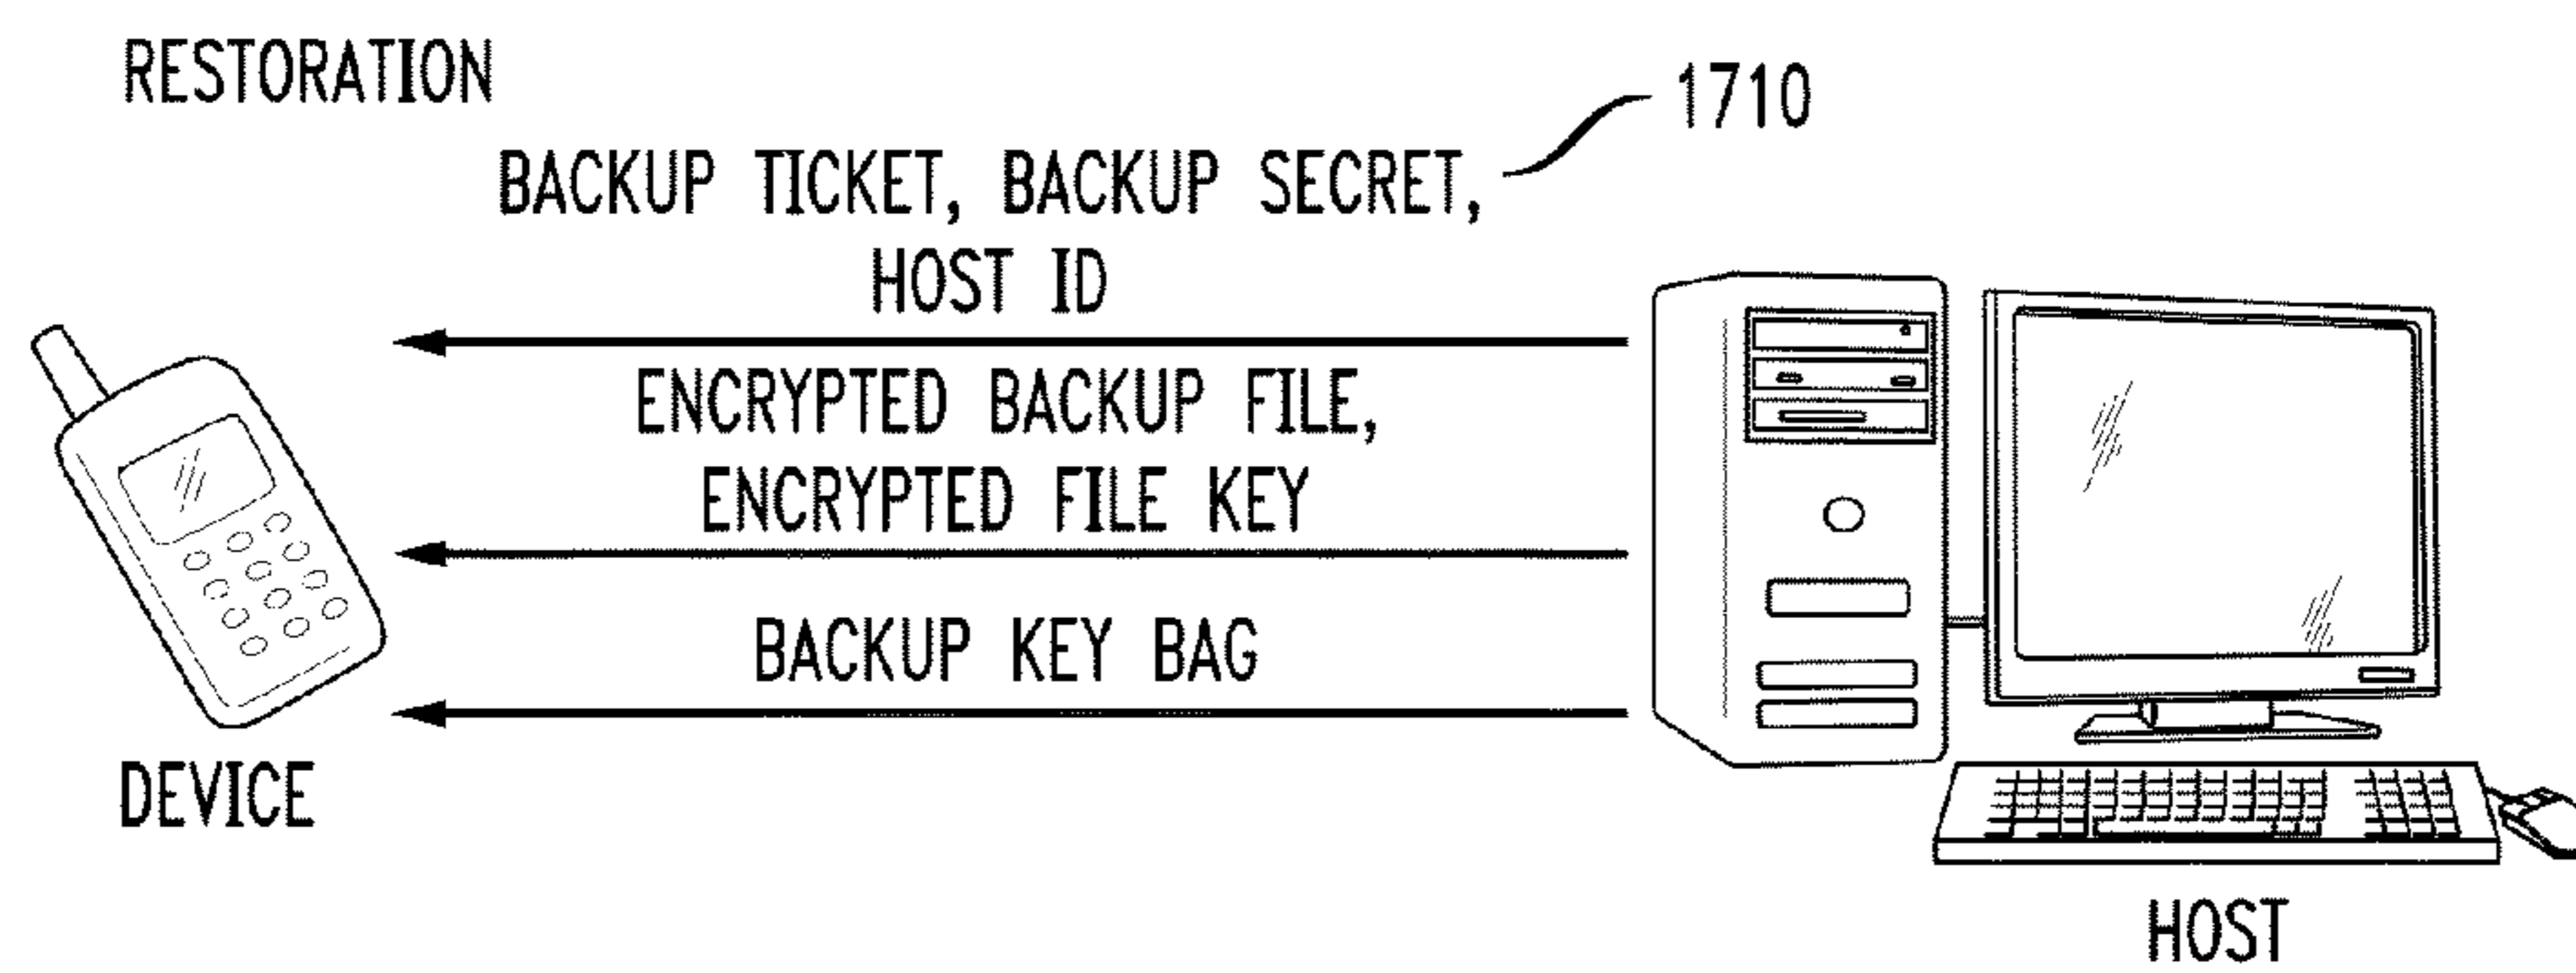 RESTORATION
1710
BACKUP TICKET, BACKUP SECRET,
HOST ID
ENCRYPTED BACKUP FILE,
ENCRYPTED FILE KEY
BACKUP KEY BAG
DEVICE
HOST